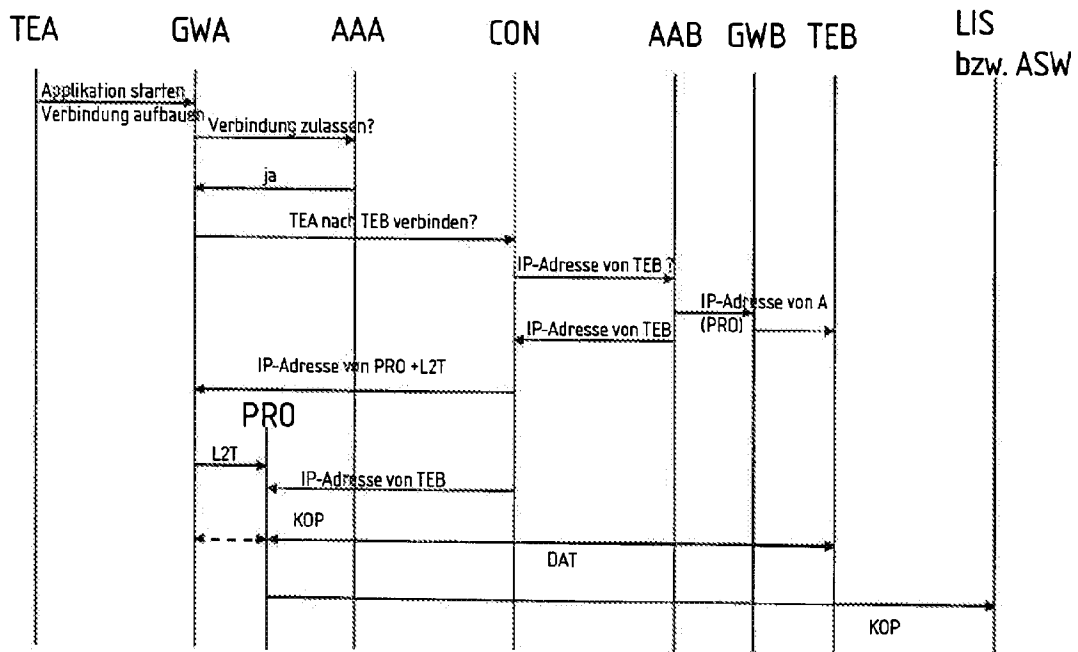 TEA GWA AAA CON AAB GWB TEB LIS
bzw. ASW
Applikation starten
Verbindung aufbauen
Verbindung zulassen?
ja
TEA nach TEB verbinden?
IP-Adresse von TEB ?
IP-Adresse von A
(PRO)
IP-Adresse von TEB
IP-Adresse von PRO +L2T
PRO
L2T
IP-Adresse von TEB
KOP
DAT
KOP